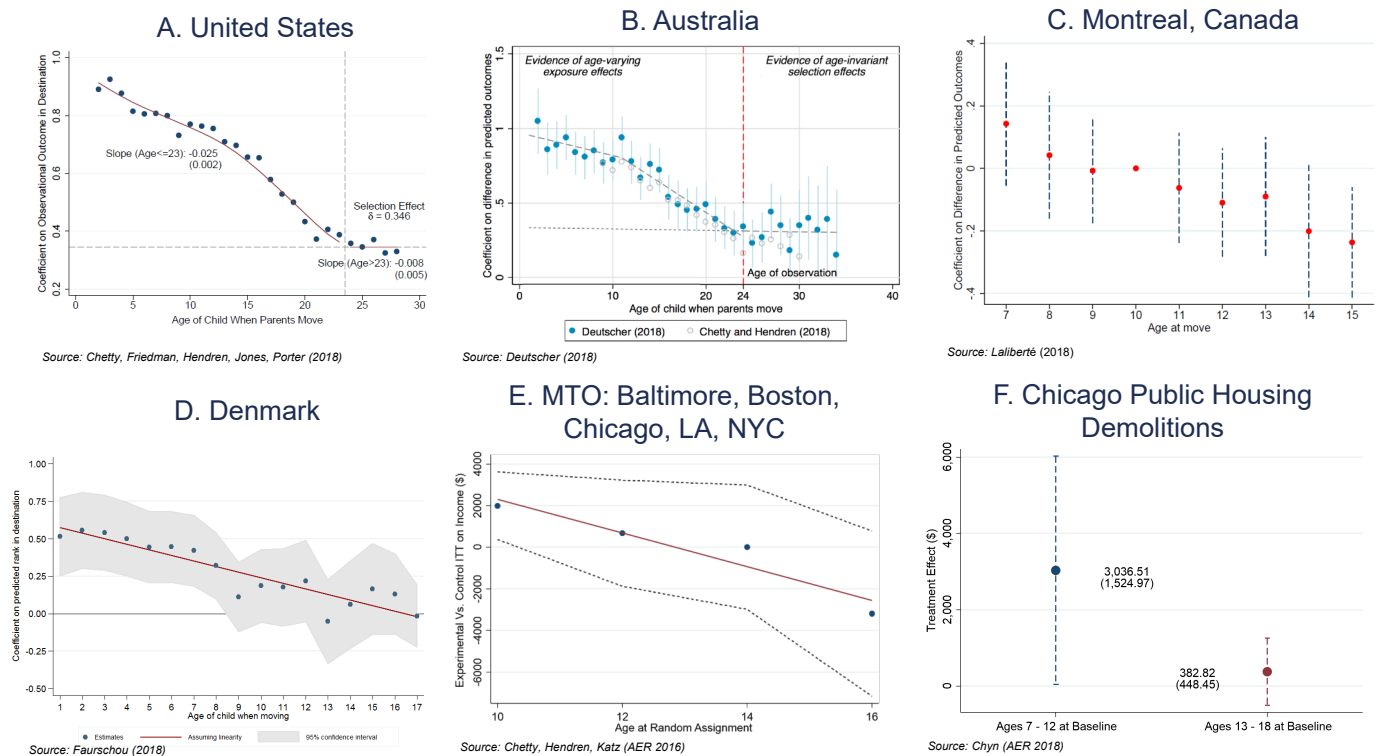 A. United States
Coefficient on Observational Outcome in Destination
1.0
0.8
0.6
0.4
0.2
Slope (Age<=23): -0.025
(0.002)
Selection Effect
δ = 0.346
Slope (Age>23): -0.008
(0.005)
0
5
10
15
20
25
30
Age of Child When Parents Move
Source: Chetty, Friedman, Hendren, Jones, Porter (2018)
B. Australia
Coefficient on difference in predicted outcomes
1.5
1
.5
0
Evidence of age-varying
exposure effects
Evidence of age-invariant
selection effects
Age of observation
0
10
20
24
30
40
Age of child when parents move
Deutscher (2018)
Chetty and Hendren (2018)
Source: Deutscher (2018)
C. Montreal, Canada
Coefficient on Difference in Predicted Outcomes
.4
.2
0
-.2
-.4
7
8
9
10
11
12
13
14
15
Age at move
Source: Laliberté (2018)
D. Denmark
Coefficient on predicted rank in destination
1.00
0.75
0.50
0.25
0.00
-0.25
-0.50
1
2
3
4
5
6
7
8
9
10
11
12
13
14
15
16
17
Age of child when moving
Estimates
Assuming linearity
95% confidence interval
Source: Faurschou (2018)
E. MTO: Baltimore, Boston,
Chicago, LA, NYC
Experimental Vs. Control ITT on Income ($)
4000
2000
0
-2000
-4000
-6000
10
12
14
16
Age at Random Assignment
Source: Chetty, Hendren, Katz (AER 2016)
F. Chicago Public Housing
Demolitions
Treatment Effect ($)
6,000
4,000
2,000
0
3,036.51
(1,524.97)
382.82
(448.45)
Ages 7 - 12 at Baseline
Ages 13 - 18 at Baseline
Source: Chyn (AER 2018)